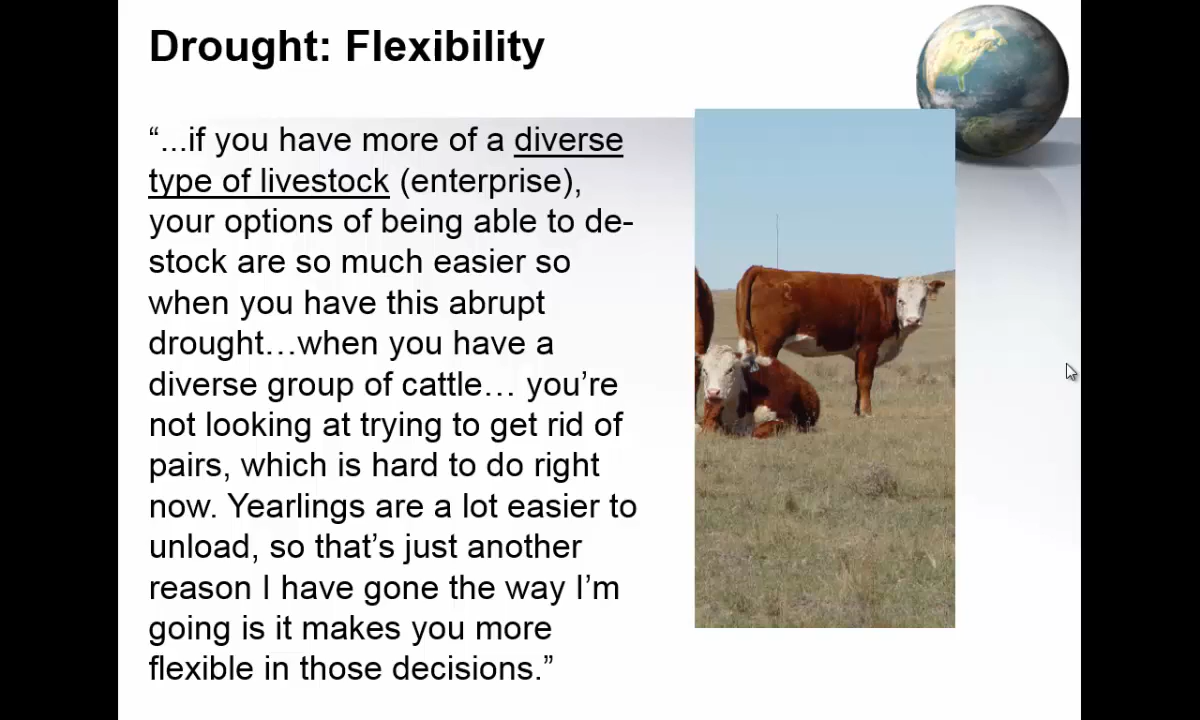 Drought: Flexibility
“...if you have more of a diverse
type of livestock (enterprise),
your options of being able to de-
stock are so much easier so
when you have this abrupt
drought…when you have a
diverse group of cattle… you’re
not looking at trying to get rid of
pairs, which is hard to do right
now. Yearlings are a lot easier to
unload, so that’s just another
reason I have gone the way I’m
going is it makes you more
flexible in those decisions.”